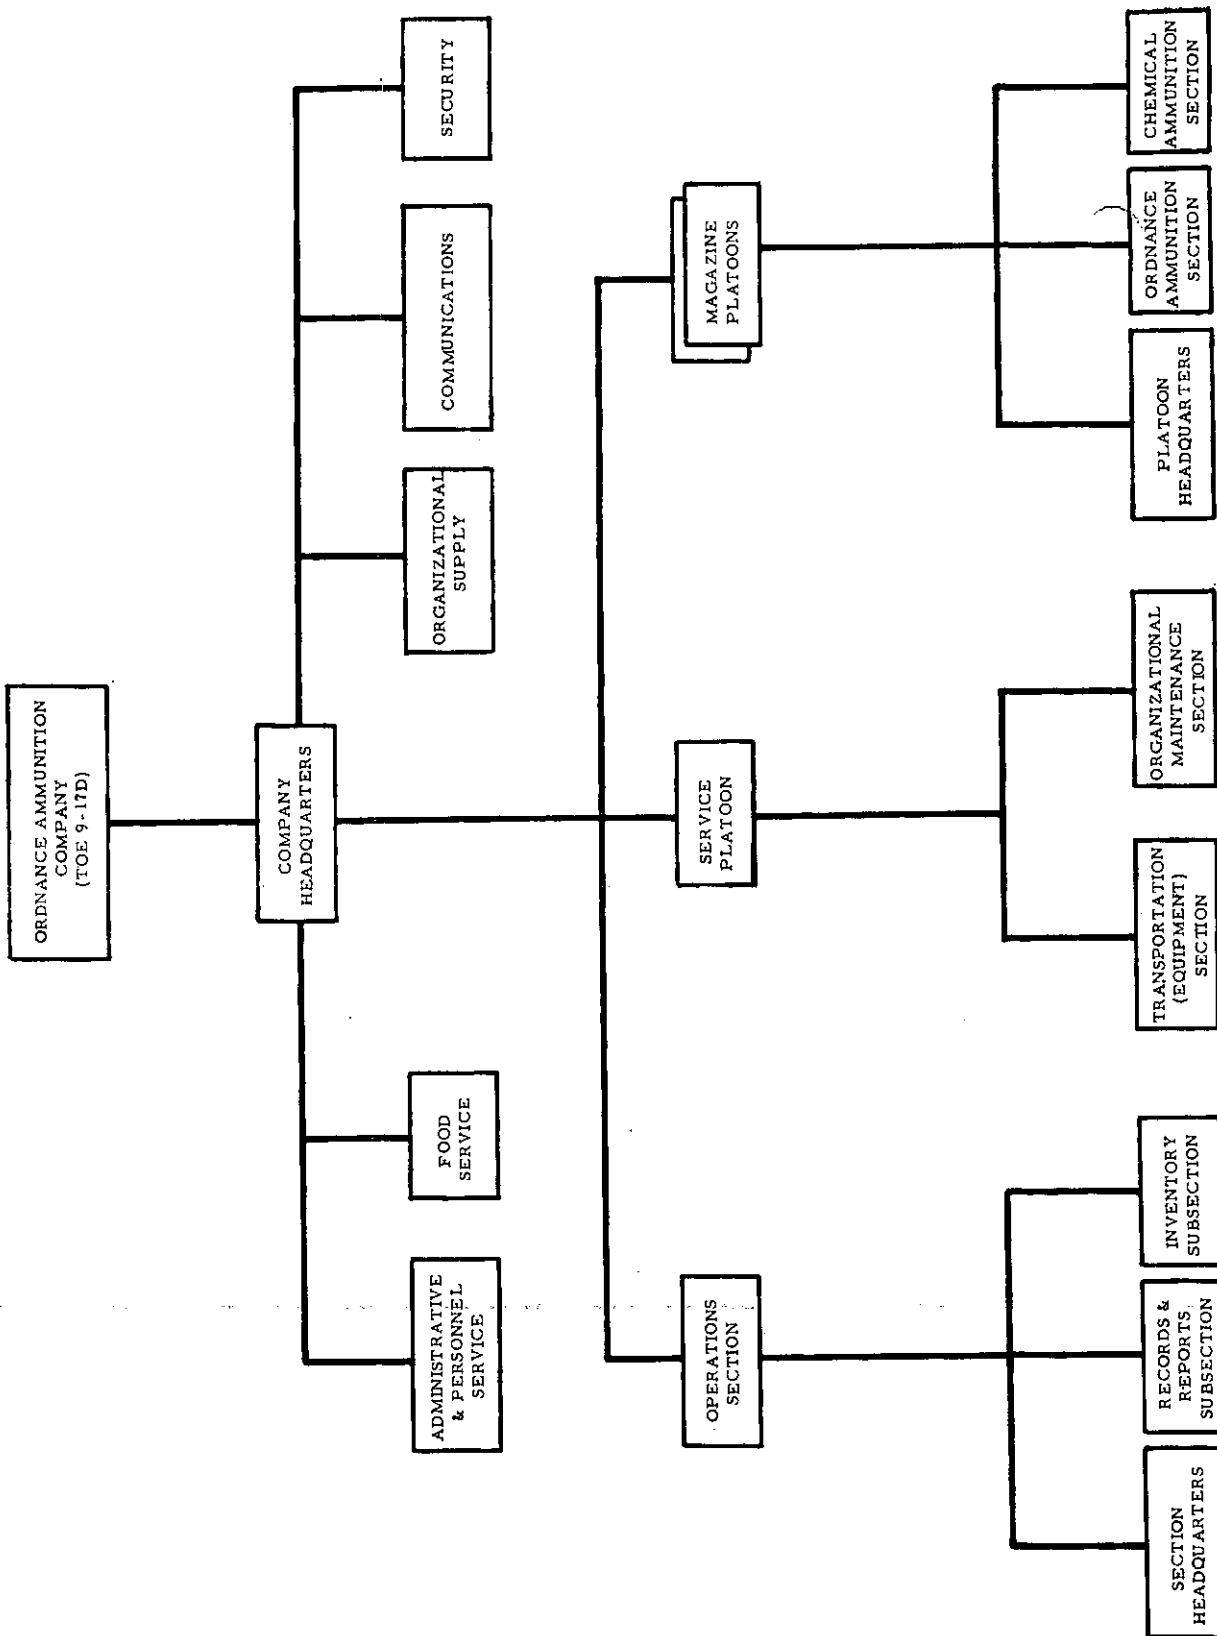 ORDNANCE AMMUNITION
COMPANY
(TOE 9-17D)
COMPANY
HEADQUARTERS
ADMINISTRATIVE
& PERSONNEL
SERVICE
FOOD
SERVICE
ORGANIZATIONAL
SUPPLY
COMMUNICATIONS
SECURITY
OPERATIONS
SECTION
SERVICE
PLATOON
MAGAZINE
PLATOONS
SECTION
HEADQUARTERS
RECORDS &
REPORTS
SUBSECTION
INVENTORY
SUBSECTION
TRANSPORTATION
(EQUIPMENT)
SECTION
ORGANIZATIONAL
MAINTENANCE
SECTION
PLATOON
HEADQUARTERS
ORDNANCE
AMMUNITION
SECTION
CHEMICAL
AMMUNITION
SECTION